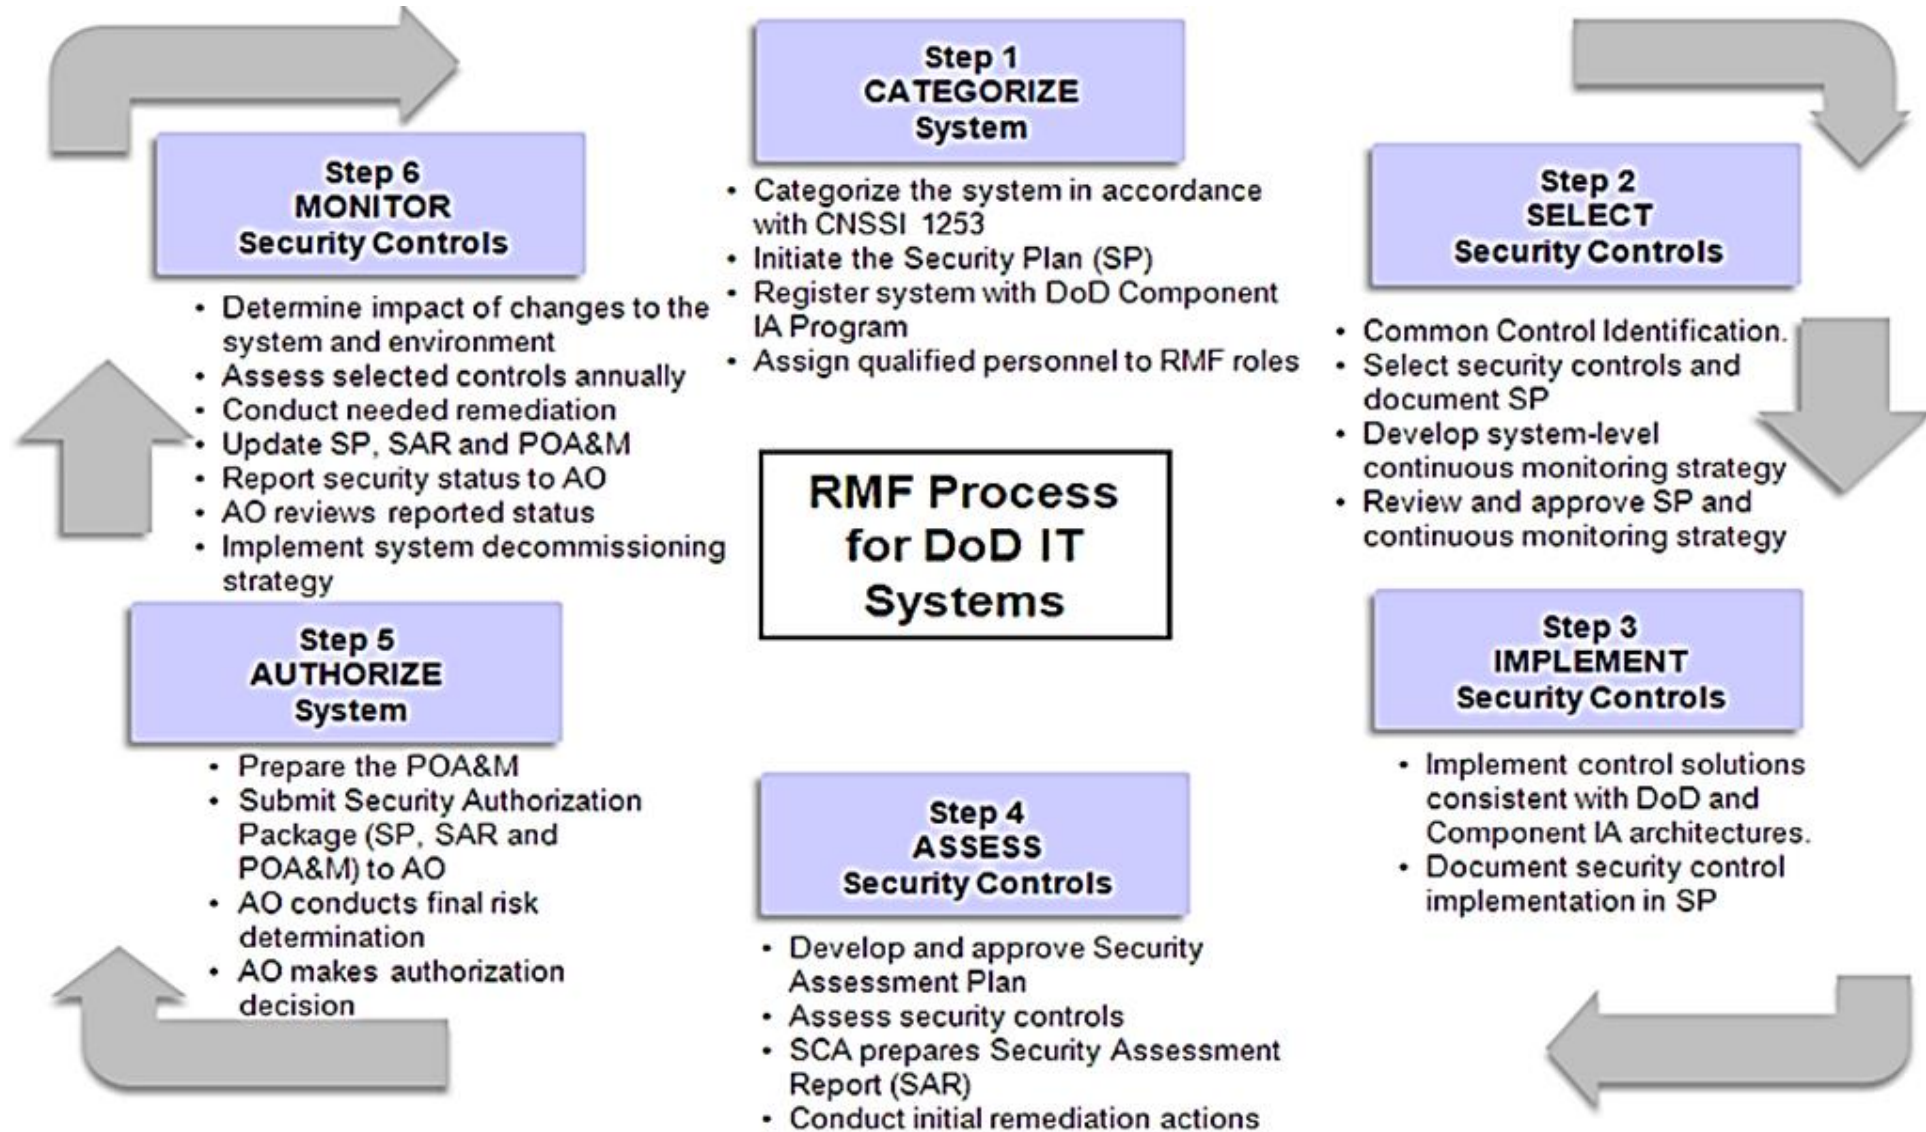 Step 1
CATEGORIZE
System
• Categorize the system in accordance
with CNSSI 1253
• Initiate the Security Plan (SP)
• Register system with DoD Component
IA Program
• Assign qualified personnel to RMF roles
Step 2
SELECT
Security Controls
• Common Control Identification.
• Select security controls and
document SP
• Develop system-level
continuous monitoring strategy
• Review and approve SP and
continuous monitoring strategy
Step 3
IMPLEMENT
Security Controls
• Implement control solutions
consistent with DoD and
Component IA architectures.
• Document security control
implementation in SP
Step 4
ASSESS
Security Controls
• Develop and approve Security
Assessment Plan
• Assess security controls
• SCA prepares Security Assessment
Report (SAR)
• Conduct initial remediation actions
Step 5
AUTHORIZE
System
• Prepare the POA&M
• Submit Security Authorization
Package (SP, SAR and
POA&M) to AO
• AO conducts final risk
determination
• AO makes authorization
decision
Step 6
MONITOR
Security Controls
• Determine impact of changes to the
system and environment
• Assess selected controls annually
• Conduct needed remediation
• Update SP, SAR and POA&M
• Report security status to AO
• AO reviews reported status
• Implement system decommissioning
strategy
RMF Process
for DoD IT
Systems